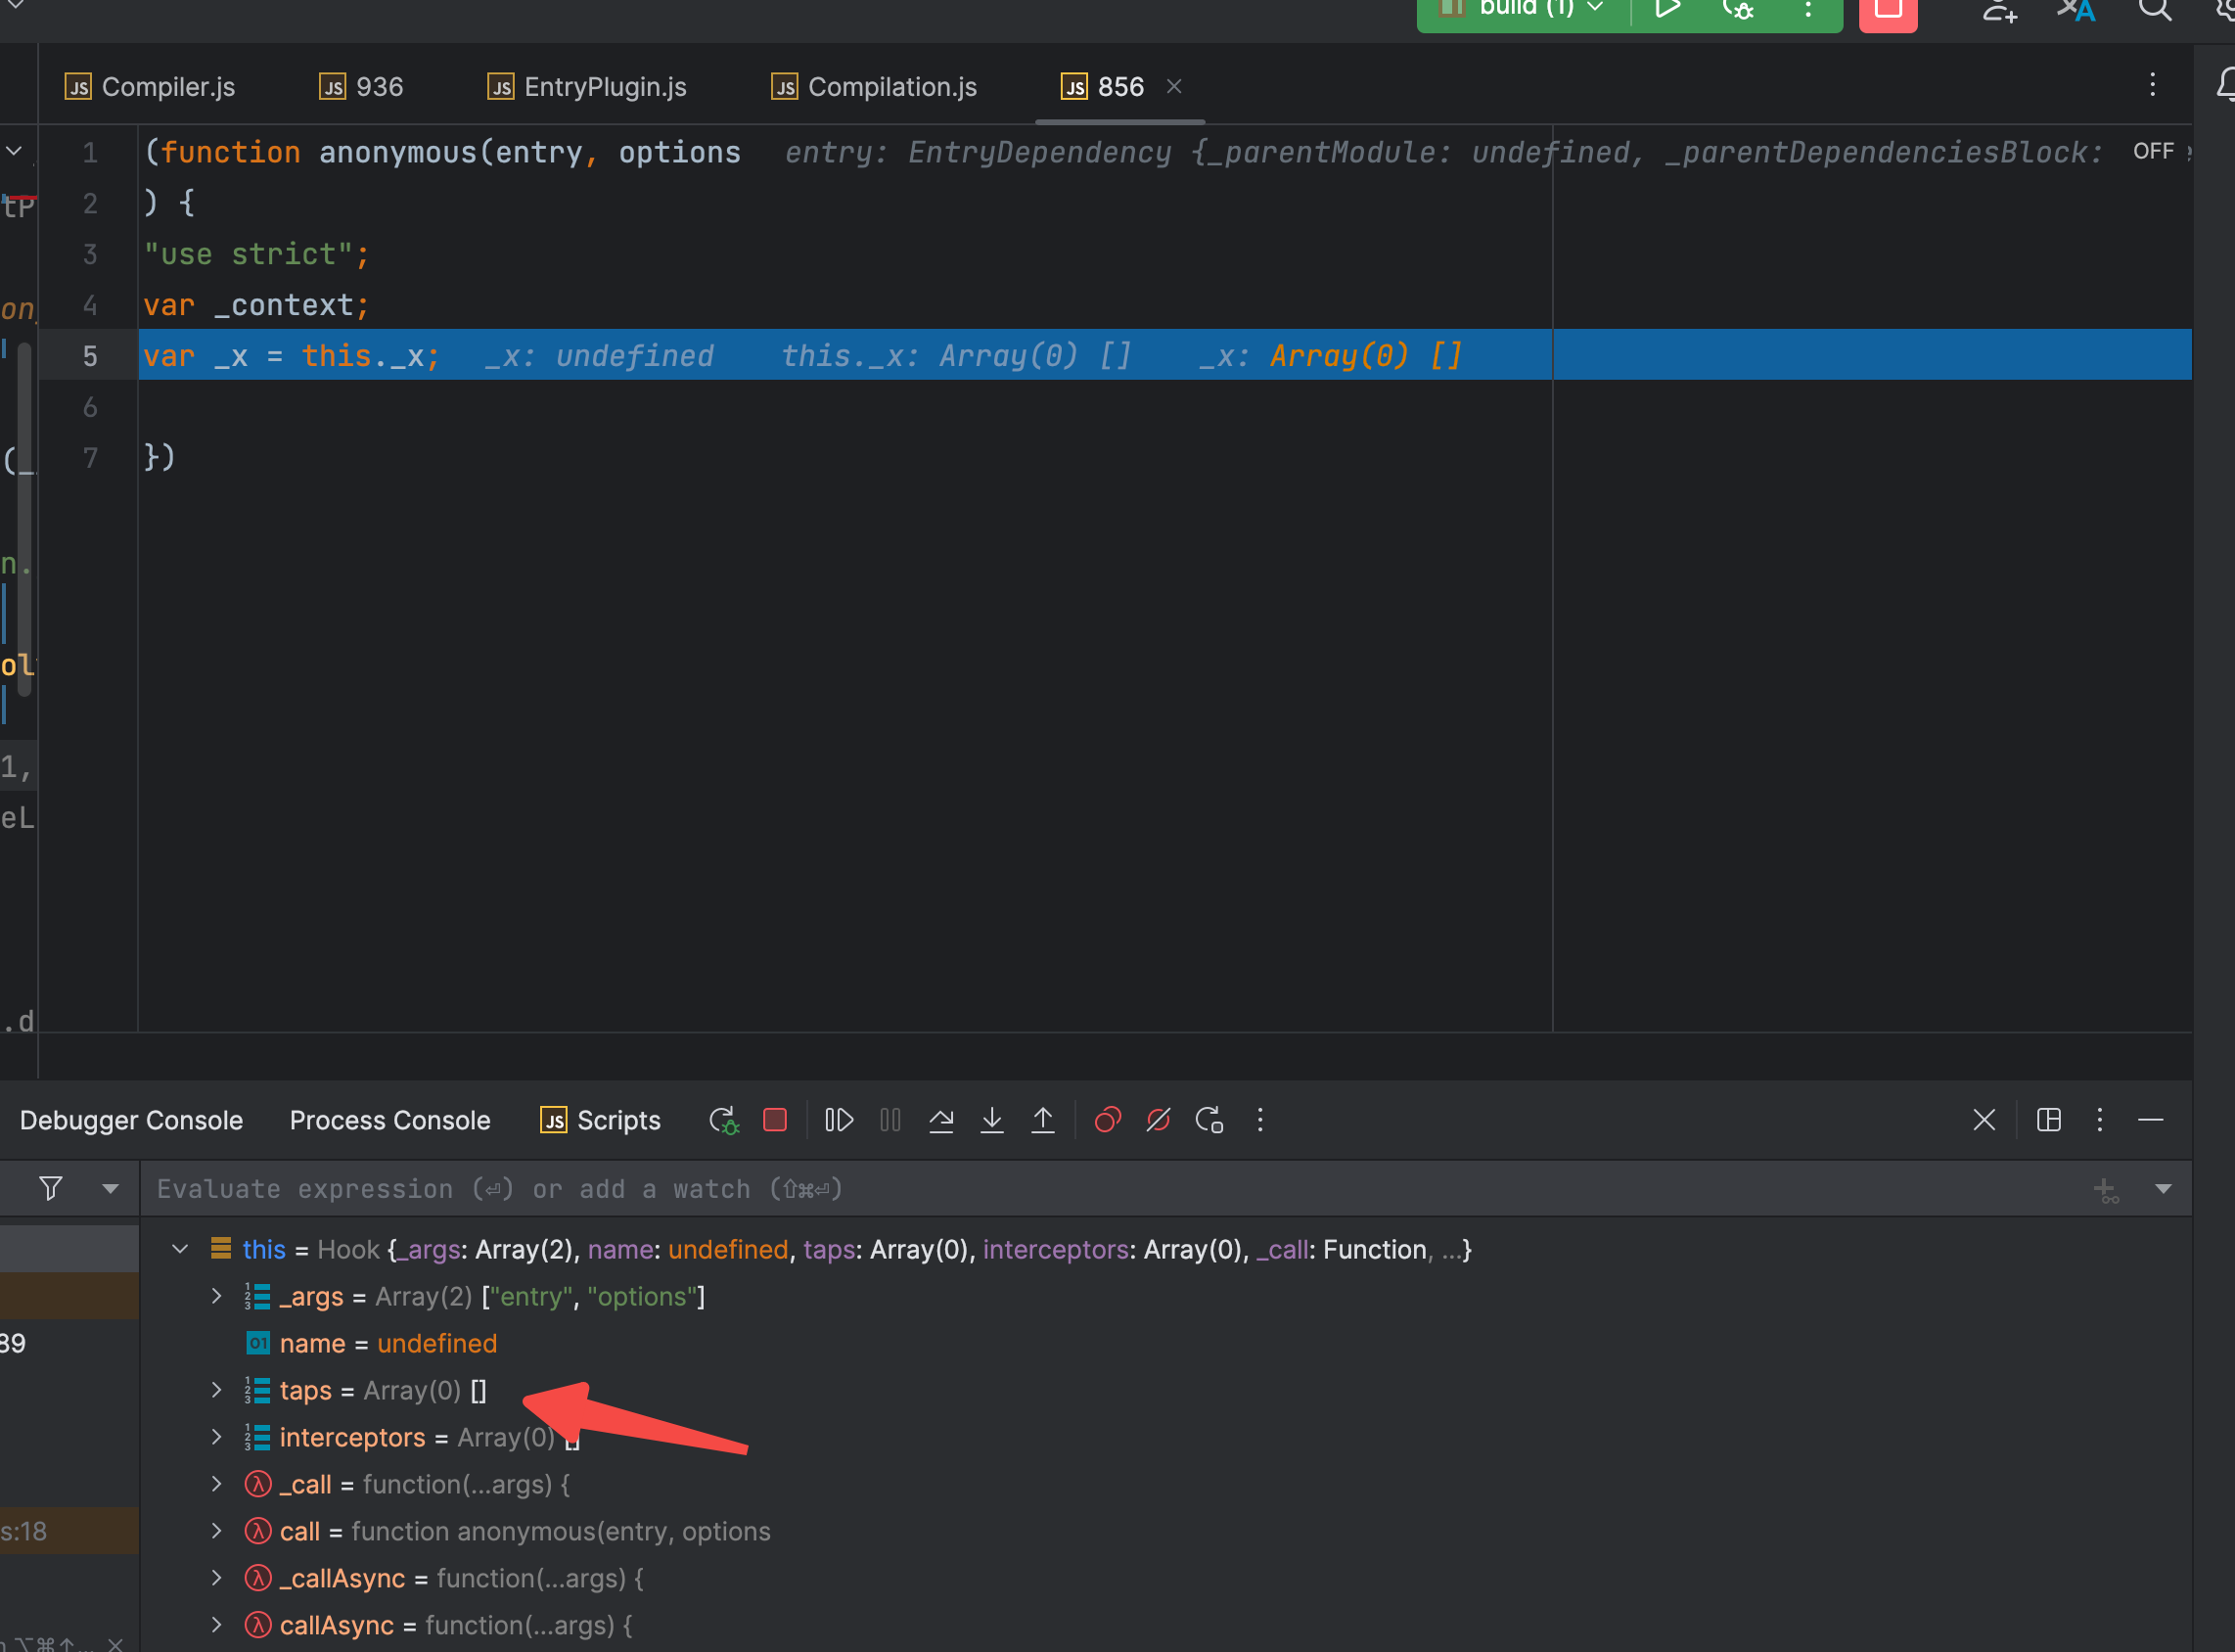 build (1)
Compiler.js 936 EntryPlugin.js Compilation.js 856
1 (function anonymous(entry, options entry: EntryDependency {_parentModule: undefined, _parentDependenciesBlock: OFF
2 ) {
tP
3 "use strict";
4 var _context;
on
5 var _x = this._x; _x: undefined this._x: Array(0) [] _x: Array(0) []
6
7 })
(_
n.
ol
1,
eL
.d
Debugger Console Process Console Scripts
Evaluate expression (⏎) or add a watch (⇧⌘⏎)
this = Hook {_args: Array(2), name: undefined, taps: Array(0), interceptors: Array(0), _call: Function, ...}
_args = Array(2) ["entry", "options"]
89
name = undefined
taps = Array(0) []
interceptors = Array(0) []
_call = function(...args) {
s:18
call = function anonymous(entry, options
_callAsync = function(...args) {
callAsync = function(...args) {